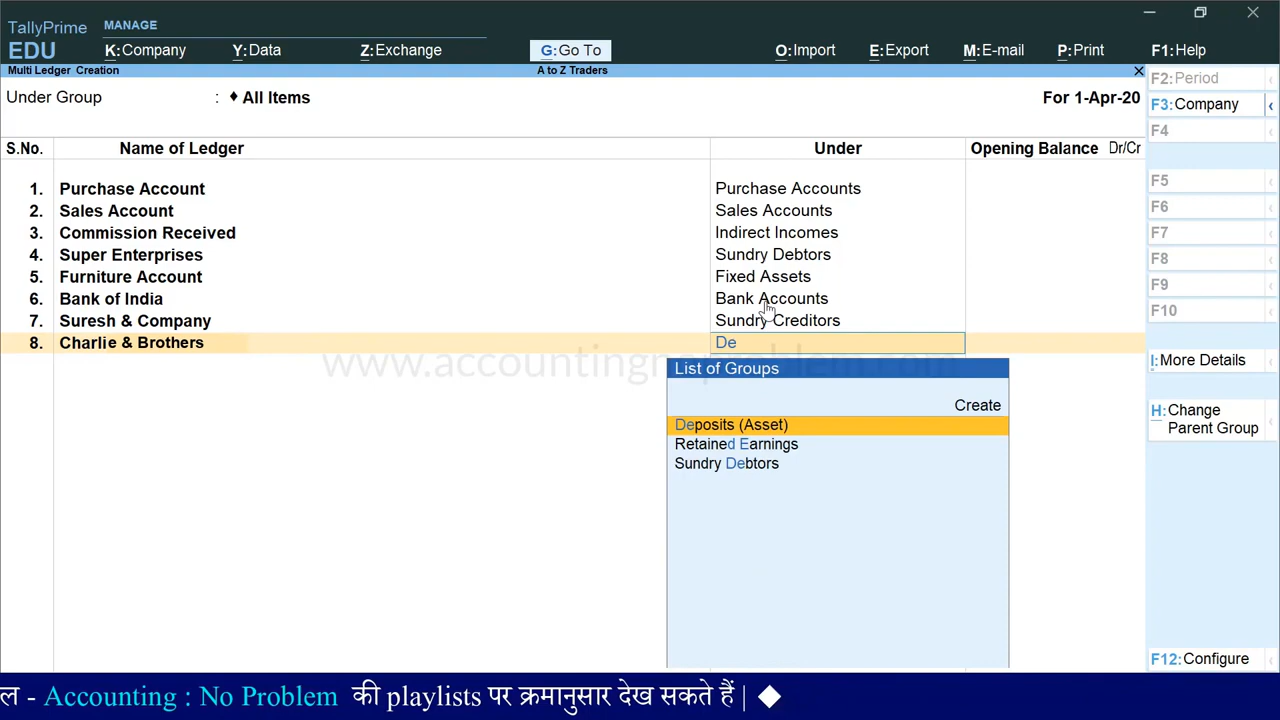 TallyPrime MANAGE
EDU K:Company Y:Data Z:Exchange G:Go To O:Import E:Export M:E-mail P:Print F1:Help
Multi Ledger Creation A to Z Traders
Under Group : ♦ All Items For 1-Apr-20
S.No. Name of Ledger Under Opening Balance Dr/Cr
1. Purchase Account Purchase Accounts
2. Sales Account Sales Accounts
3. Commission Received Indirect Incomes
4. Super Enterprises Sundry Debtors
5. Furniture Account Fixed Assets
6. Bank of India Bank Accounts
7. Suresh & Company Sundry Creditors
8. Charlie & Brothers De
List of Groups
Create
Deposits (Asset)
Retained Earnings
Sundry Debtors
F2:Period
F3:Company
F4
F5
F6
F7
F8
F9
F10
I:More Details
H:Change
Parent Group
F12:Configure
ल - Accounting : No Problem की playlists पर क्रमानुसार देख सकते हैं | ◆